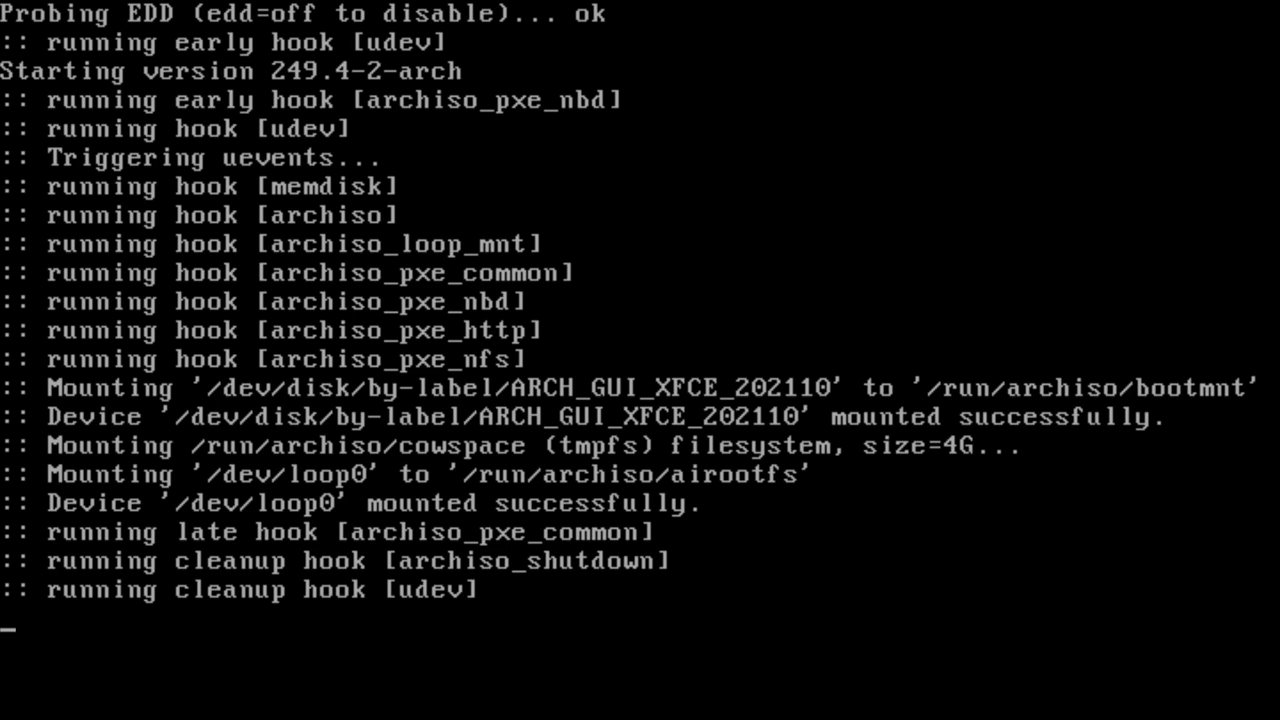 Probing EDD (edd=off to disable)... ok
:: running early hook [udev]
Starting version 249.4-2-arch
:: running early hook [archiso_pxe_nbd]
:: running hook [udev]
:: Triggering uevents...
:: running hook [memdisk]
:: running hook [archiso]
:: running hook [archiso_loop_mnt]
:: running hook [archiso_pxe_common]
:: running hook [archiso_pxe_nbd]
:: running hook [archiso_pxe_http]
:: running hook [archiso_pxe_nfs]
:: Mounting '/dev/disk/by-label/ARCH_GUI_XFCE_202110' to '/run/archiso/bootmnt'
:: Device '/dev/disk/by-label/ARCH_GUI_XFCE_202110' mounted successfully.
:: Mounting /run/archiso/cowspace (tmpfs) filesystem, size=4G...
:: Mounting '/dev/loop0' to '/run/archiso/airootfs'
:: Device '/dev/loop0' mounted successfully.
:: running late hook [archiso_pxe_common]
:: running cleanup hook [archiso_shutdown]
:: running cleanup hook [udev]